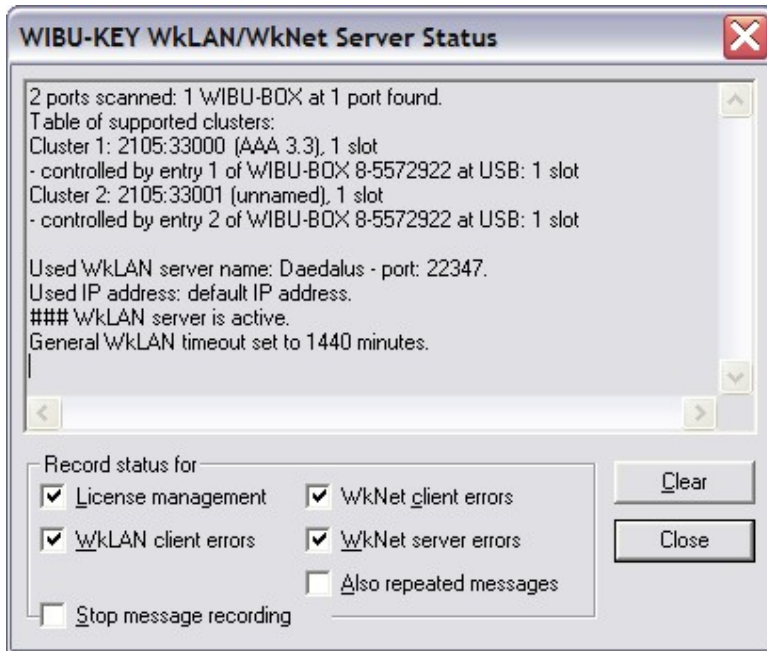 WIBU-KEY WkLAN/WkNet Server Status
2 ports scanned: 1 WIBU-BOX at 1 port found.
Table of supported clusters:
Cluster 1: 2105:33000 (AAA 3.3), 1 slot
- controlled by entry 1 of WIBU-BOX 8-5572922 at USB: 1 slot
Cluster 2: 2105:33001 (unnamed), 1 slot
- controlled by entry 2 of WIBU-BOX 8-5572922 at USB: 1 slot
Used WkLAN server name: Daedalus - port: 22347.
Used IP address: default IP address.
### WkLAN server is active.
General WkLAN timeout set to 1440 minutes.
Record status for
License management
WkNet client errors
Clear
WkLAN client errors
WkNet server errors
Close
Also repeated messages
Stop message recording